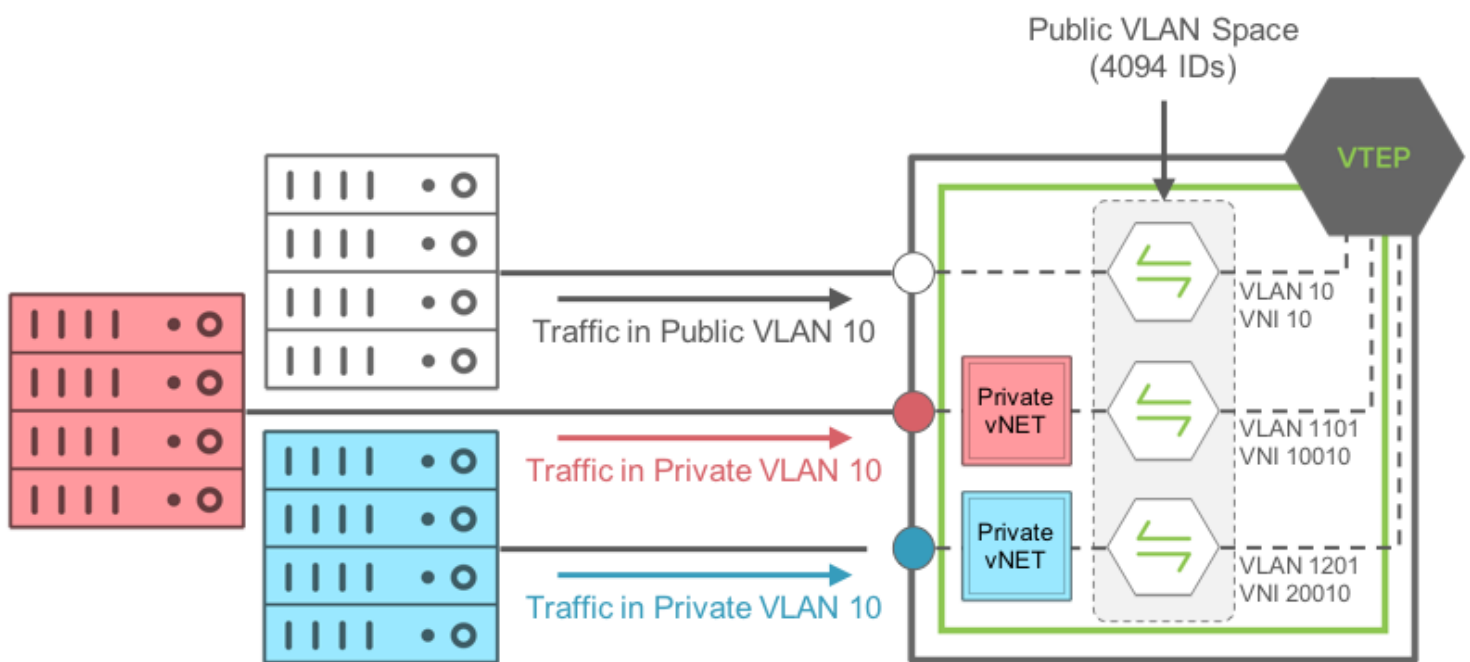 Public VLAN Space
(4094 IDs)
VTEP
Traffic in Public VLAN 10
VLAN 10
VNI 10
Private
vNET
Traffic in Private VLAN 10
VLAN 1101
VNI 10010
Private
vNET
Traffic in Private VLAN 10
VLAN 1201
VNI 20010